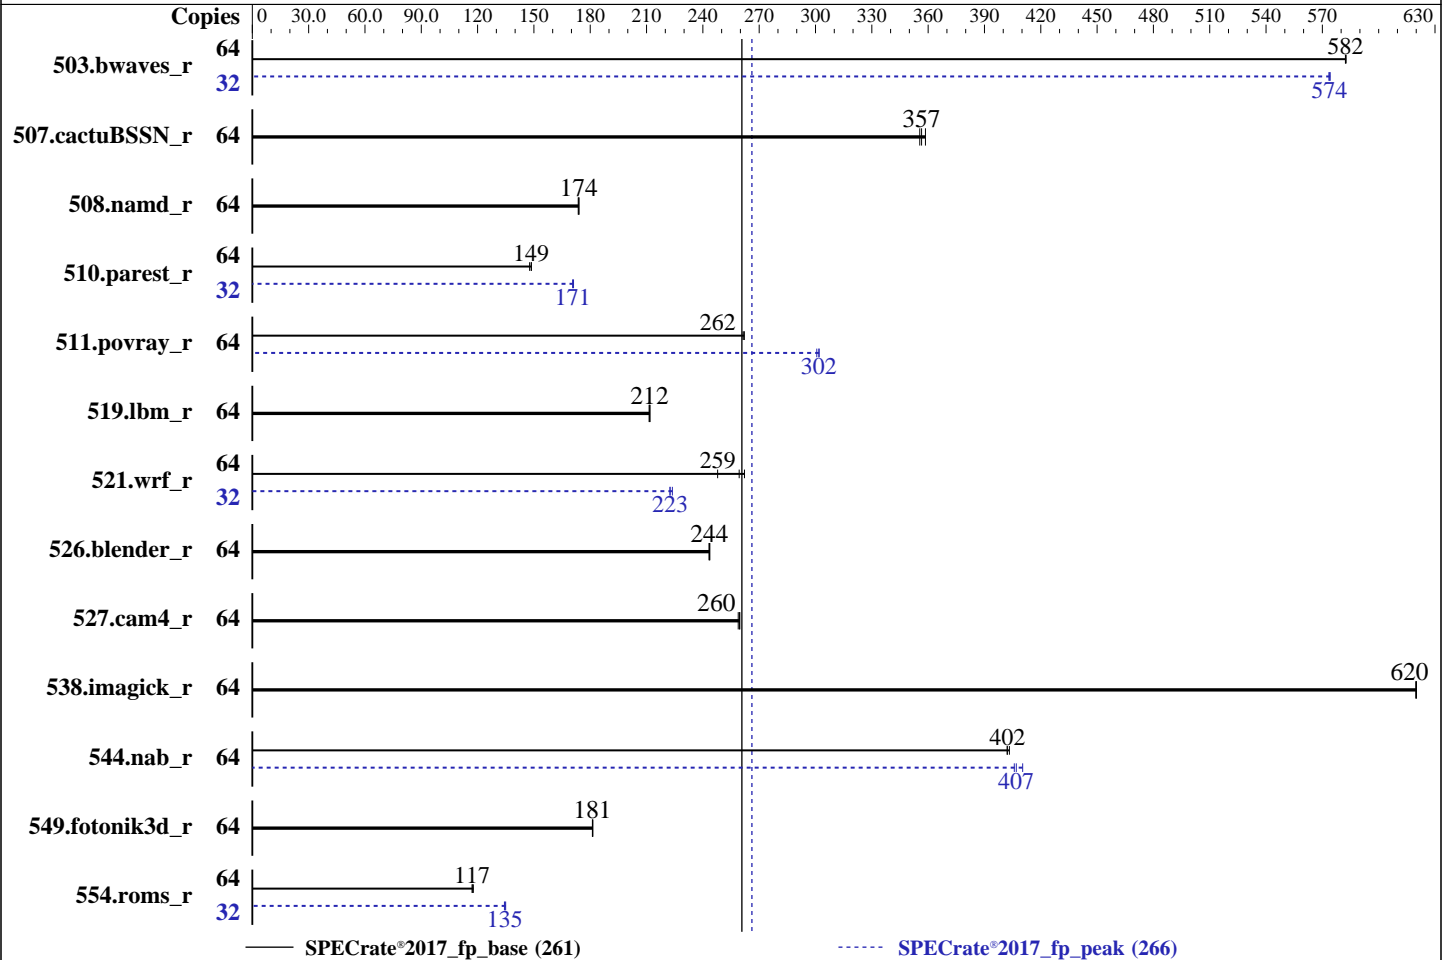 Copies 0 30.0 60.0 90.0 120 150 180 210 240 270 300 330 360 390 420 450 480 510 540 570 630
503.bwaves_r 64 582
32 574
507.cactuBSSN_r 64 357
508.namd_r 64 174
510.parest_r 64 149
32 171
511.povray_r 64 262
302
519.lbm_r 64 212
521.wrf_r 64 259
32 223
526.blender_r 64 244
527.cam4_r 64 260
538.imagick_r 64 620
544.nab_r 64 402
407
549.fotonik3d_r 64 181
554.roms_r 64 117
32 135
SPECrate®2017_fp_base (261) SPECrate®2017_fp_peak (266)